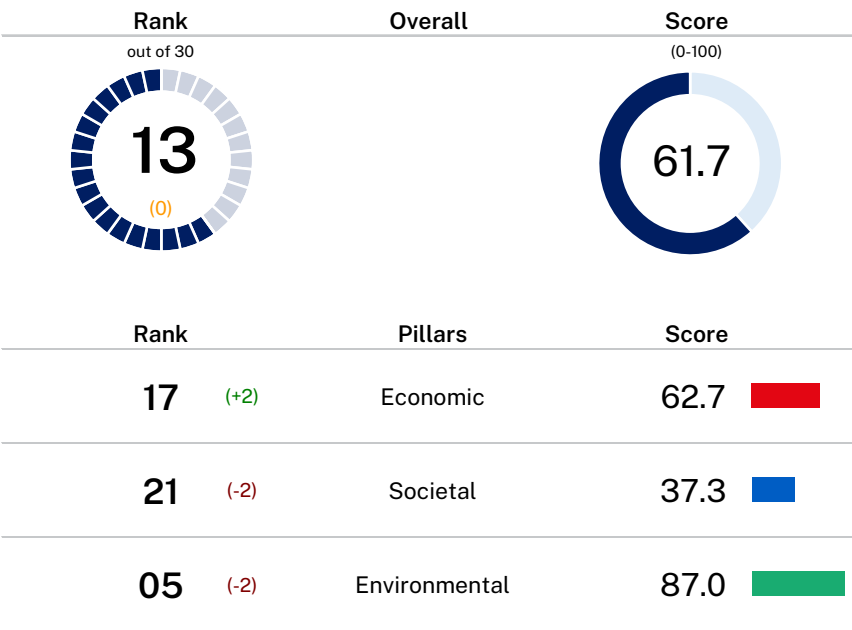 Rank Overall Score
out of 30 (0-100)
13 61.7
(0)
Rank Pillars Score
17 (+2) Economic 62.7
21 (-2) Societal 37.3
05 (-2) Environmental 87.0